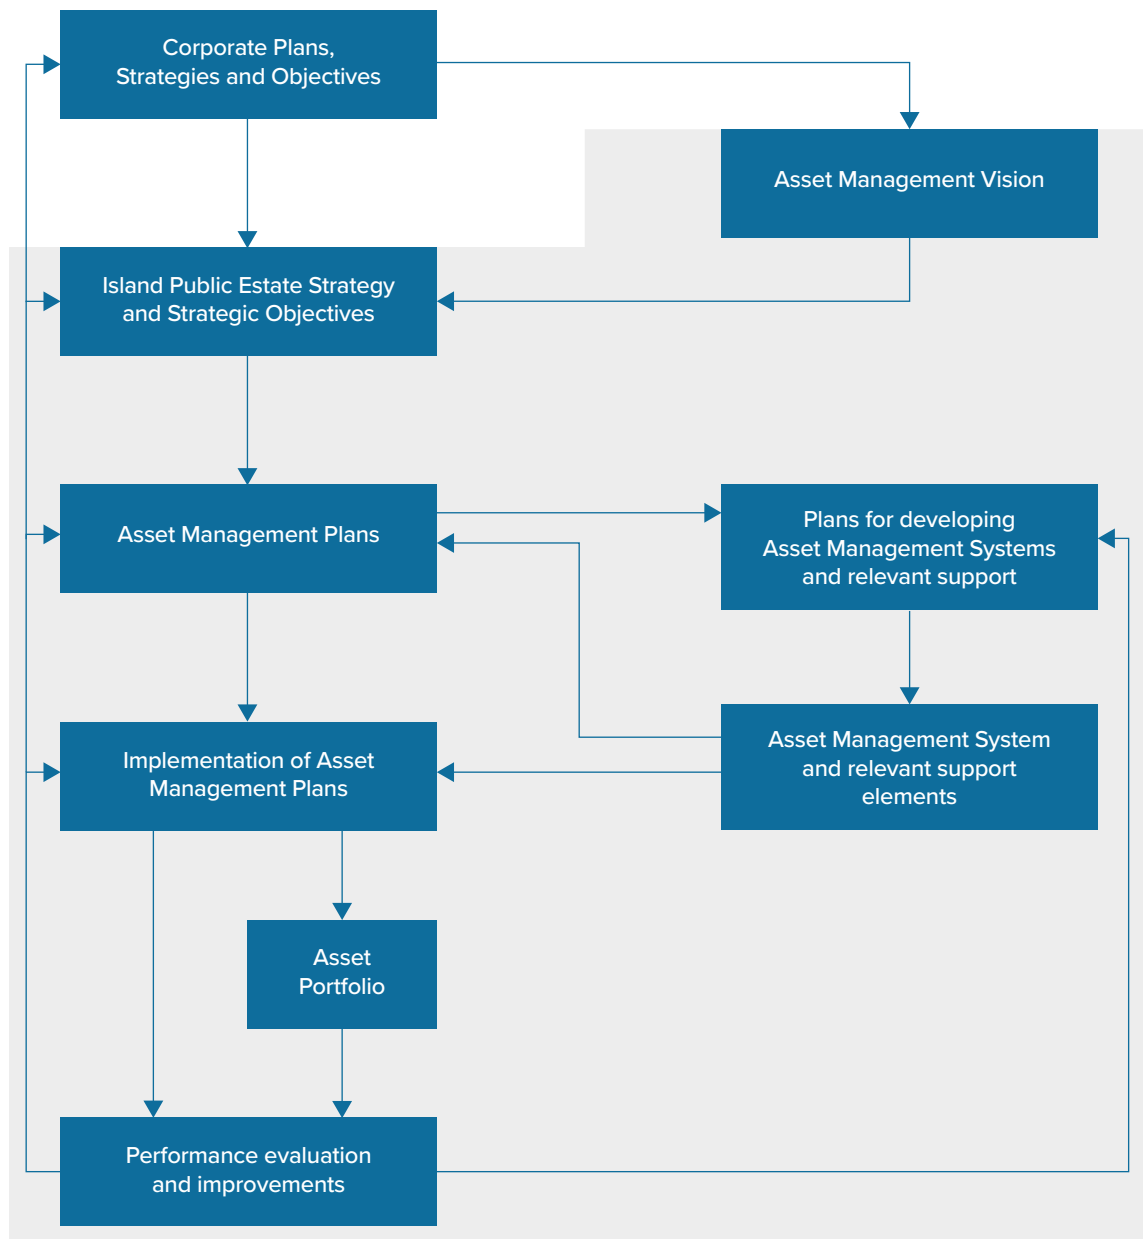 Corporate Plans,
Strategies and Objectives
Asset Management Vision
Island Public Estate Strategy
and Strategic Objectives
Asset Management Plans
Plans for developing
Asset Management Systems
and relevant support
Implementation of Asset
Management Plans
Asset Management System
and relevant support
elements
Asset
Portfolio
Performance evaluation
and improvements